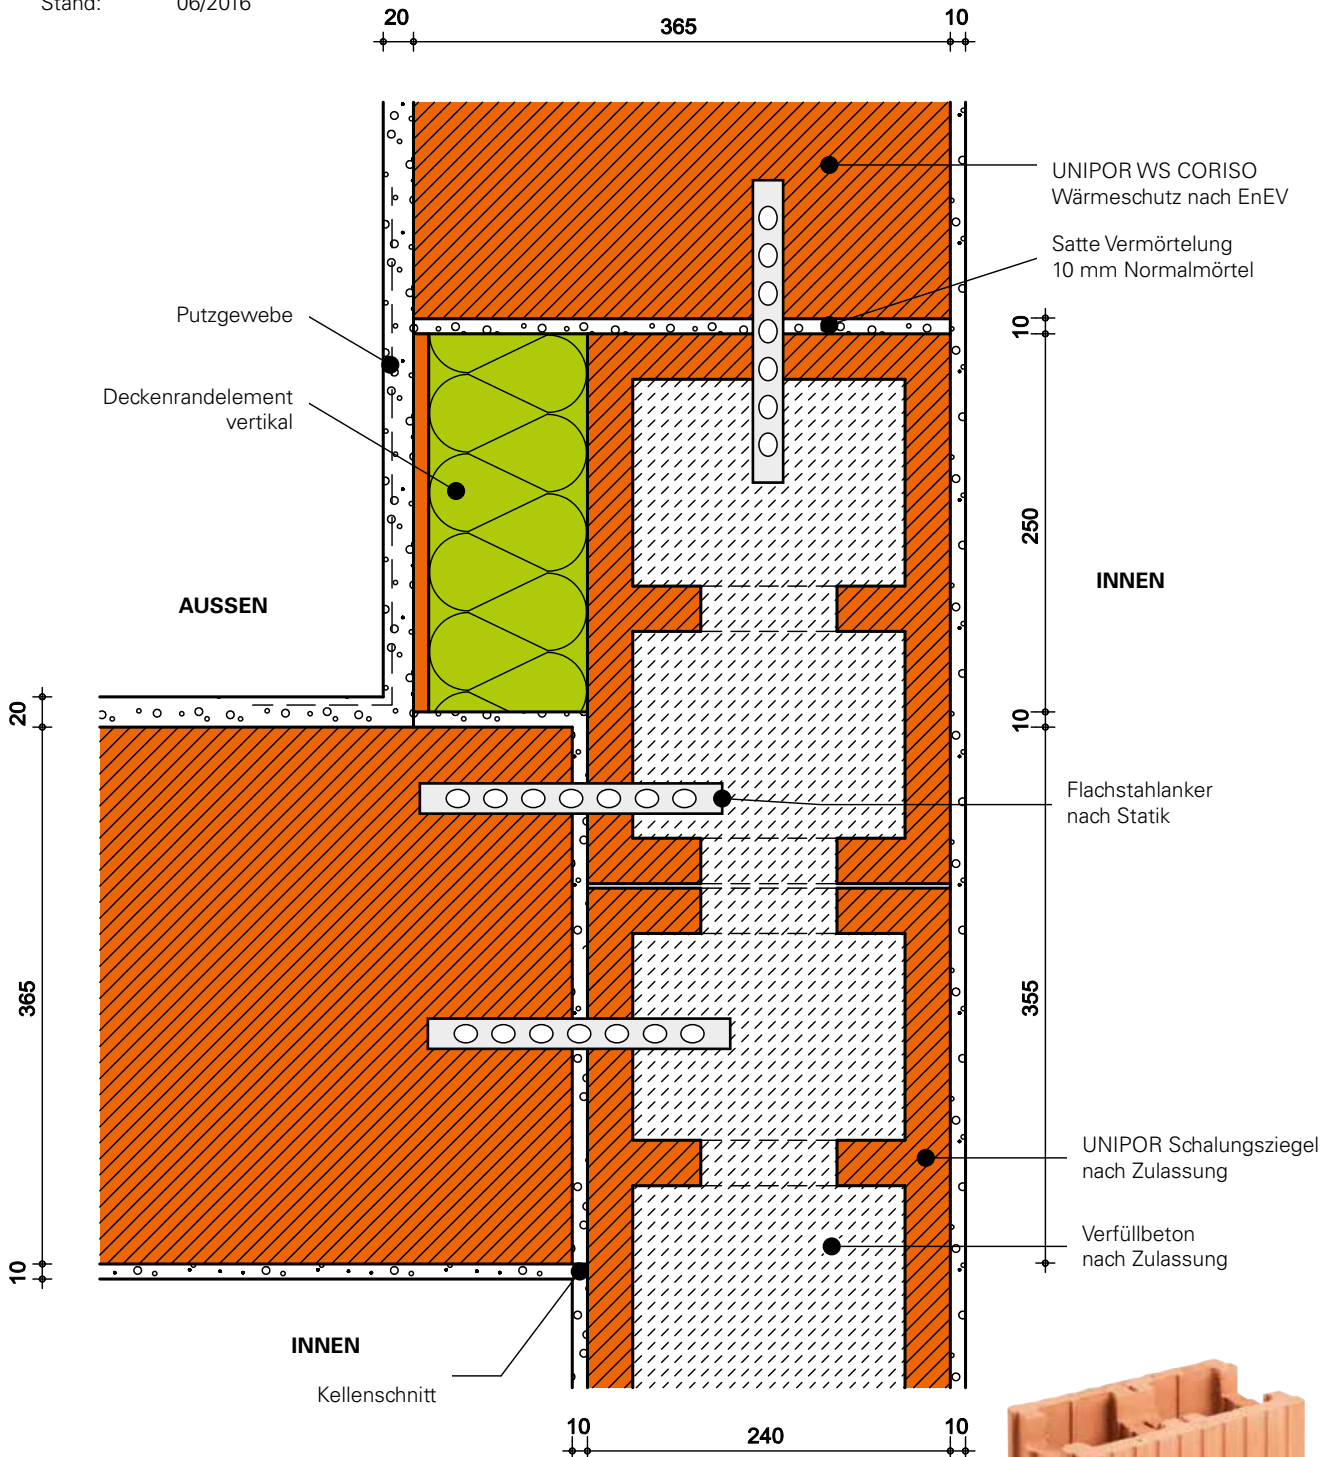 Stand: 06/2016
20
365
10
UNIPOR WS CORISO
Wärmeschutz nach EnEV
Satte Vermörtelung
10 mm Normalmörtel
Putzgewebe
10
Deckenrandelement
vertikal
250
INNEN
AUSSEN
20
10
Flachstahlanker
nach Statik
365
355
UNIPOR Schalungsziegel
nach Zulassung
Verfüllbeton
nach Zulassung
10
INNEN
Kellenschnitt
10
240
10